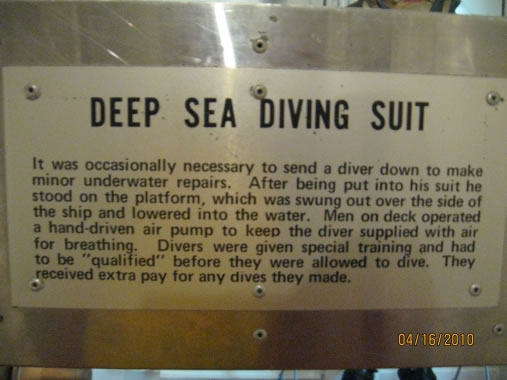 DEEP SEA DIVING SUIT
It was occasionally necessary to send a diver down to make
minor underwater repairs. After being put into his suit he
stood on the platform, which was swung out over the side of
the ship and lowered into the water. Men on deck operated
a hand-driven air pump to keep the diver supplied with air
for breathing. Divers were given special training and had
to be "qualified" before they were allowed to dive. They
received extra pay for any dives they made.
04/16/2010